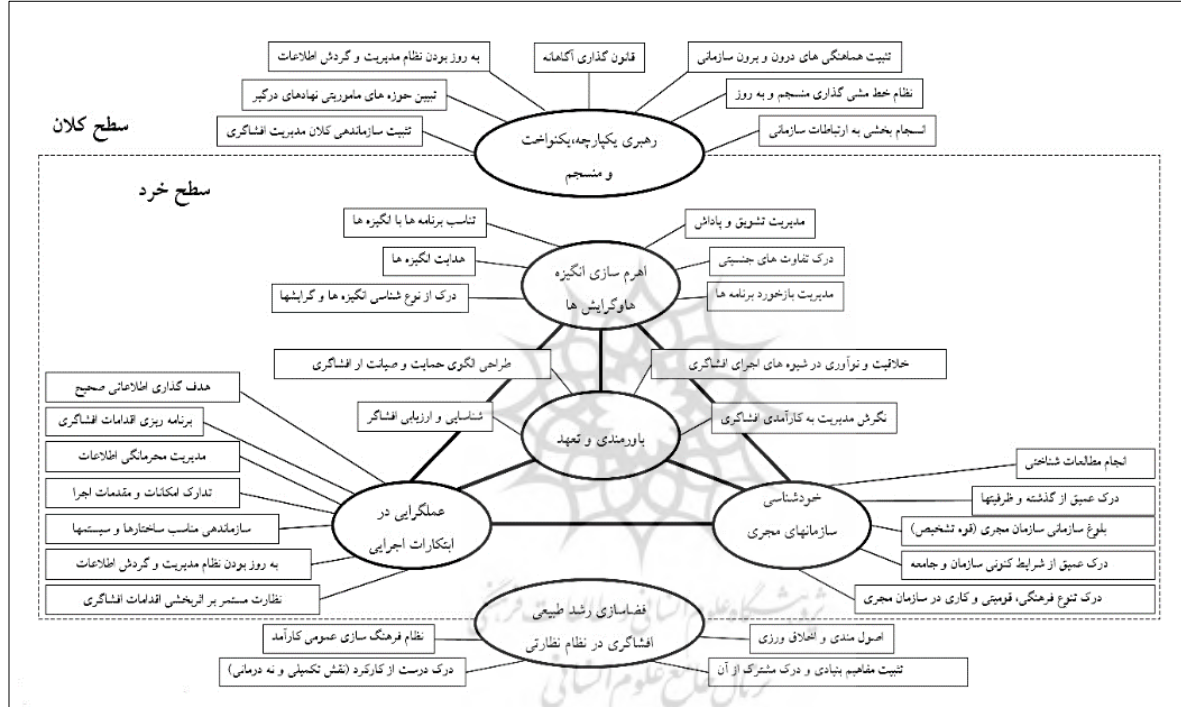 تثبیت هماهنگی های درون و برون سازمانی
قانون گذاری آگاهانه
به روز بودن نظام مدیریت و گردش اطلاعات
نظام خط مشی گذاری منسجم و به روز
تبیین حوزه های ماموریتی نهادهای درگیر
انسجام بخشی به ارتباطات سازمانی
تثبیت سازماندهی کلان مدیریت افشاگری
سطح کلان
رهبری یکپارچه،یکنواخت
و منسجم
سطح خرد
مدیریت تشویق و پاداش
تناسب برنامه ها با انگیزه ها
درک تفاوت های جنسیتی
هدایت انگیزه ها
مدیریت بازخورد برنامه ها
درک از نوع شناسی انگیزه ها و گرایشها
اهرم سازی انگیزه
هاوگرایش ها
خلاقیت و نوآوری در شیوه های اجرای افشاگری
طراحی الگوی حمایت و صیانت ار افشاگری
نگرش مدیریت به کارآمدی افشاگری
شناسایی و ارزیابی افشاگر
باورمندی و تعهد
هدف گذاری اطلاعاتی صحیح
برنامه ریزی اقدامات افشاگری
مدیریت محرمانگی اطلاعات
تدارک امکانات و مقدمات اجرا
سازماندهی مناسب ساختارها و سیستمها
به روز بودن نظام مدیریت و گردش اطلاعات
نظارت مستمر بر اثربخشی اقدامات افشاگری
عملگرایی در
ابتکارات اجرایی
خودشناسی
سازمانهای مجری
انجام مطالعات شناختی
درک عمیق از گذشته و ظرفیتها
بلوغ سازمانی سازمان مجری (قوه تشخیص)
درک عمیق از شرایط کنونی سازمان و جامعه
درک تنوع فرهنگی، قومیتی و کاری در سازمان مجری
فضاسازی رشد طبیعی
افشاگری در نظام نظارتی
اصول مندی و اخلاق ورزی
نظام فرهنگ سازی عمومی کارآمد
تثبیت مفاهیم بنیادی و درک مشترک از آن
درک درست از کارکرد (نقش تکمیلی و نه درمانی)
پژوهشگاه علوم انسانی و مطالعات فرهنگی
پرتال جامع علوم انسانی